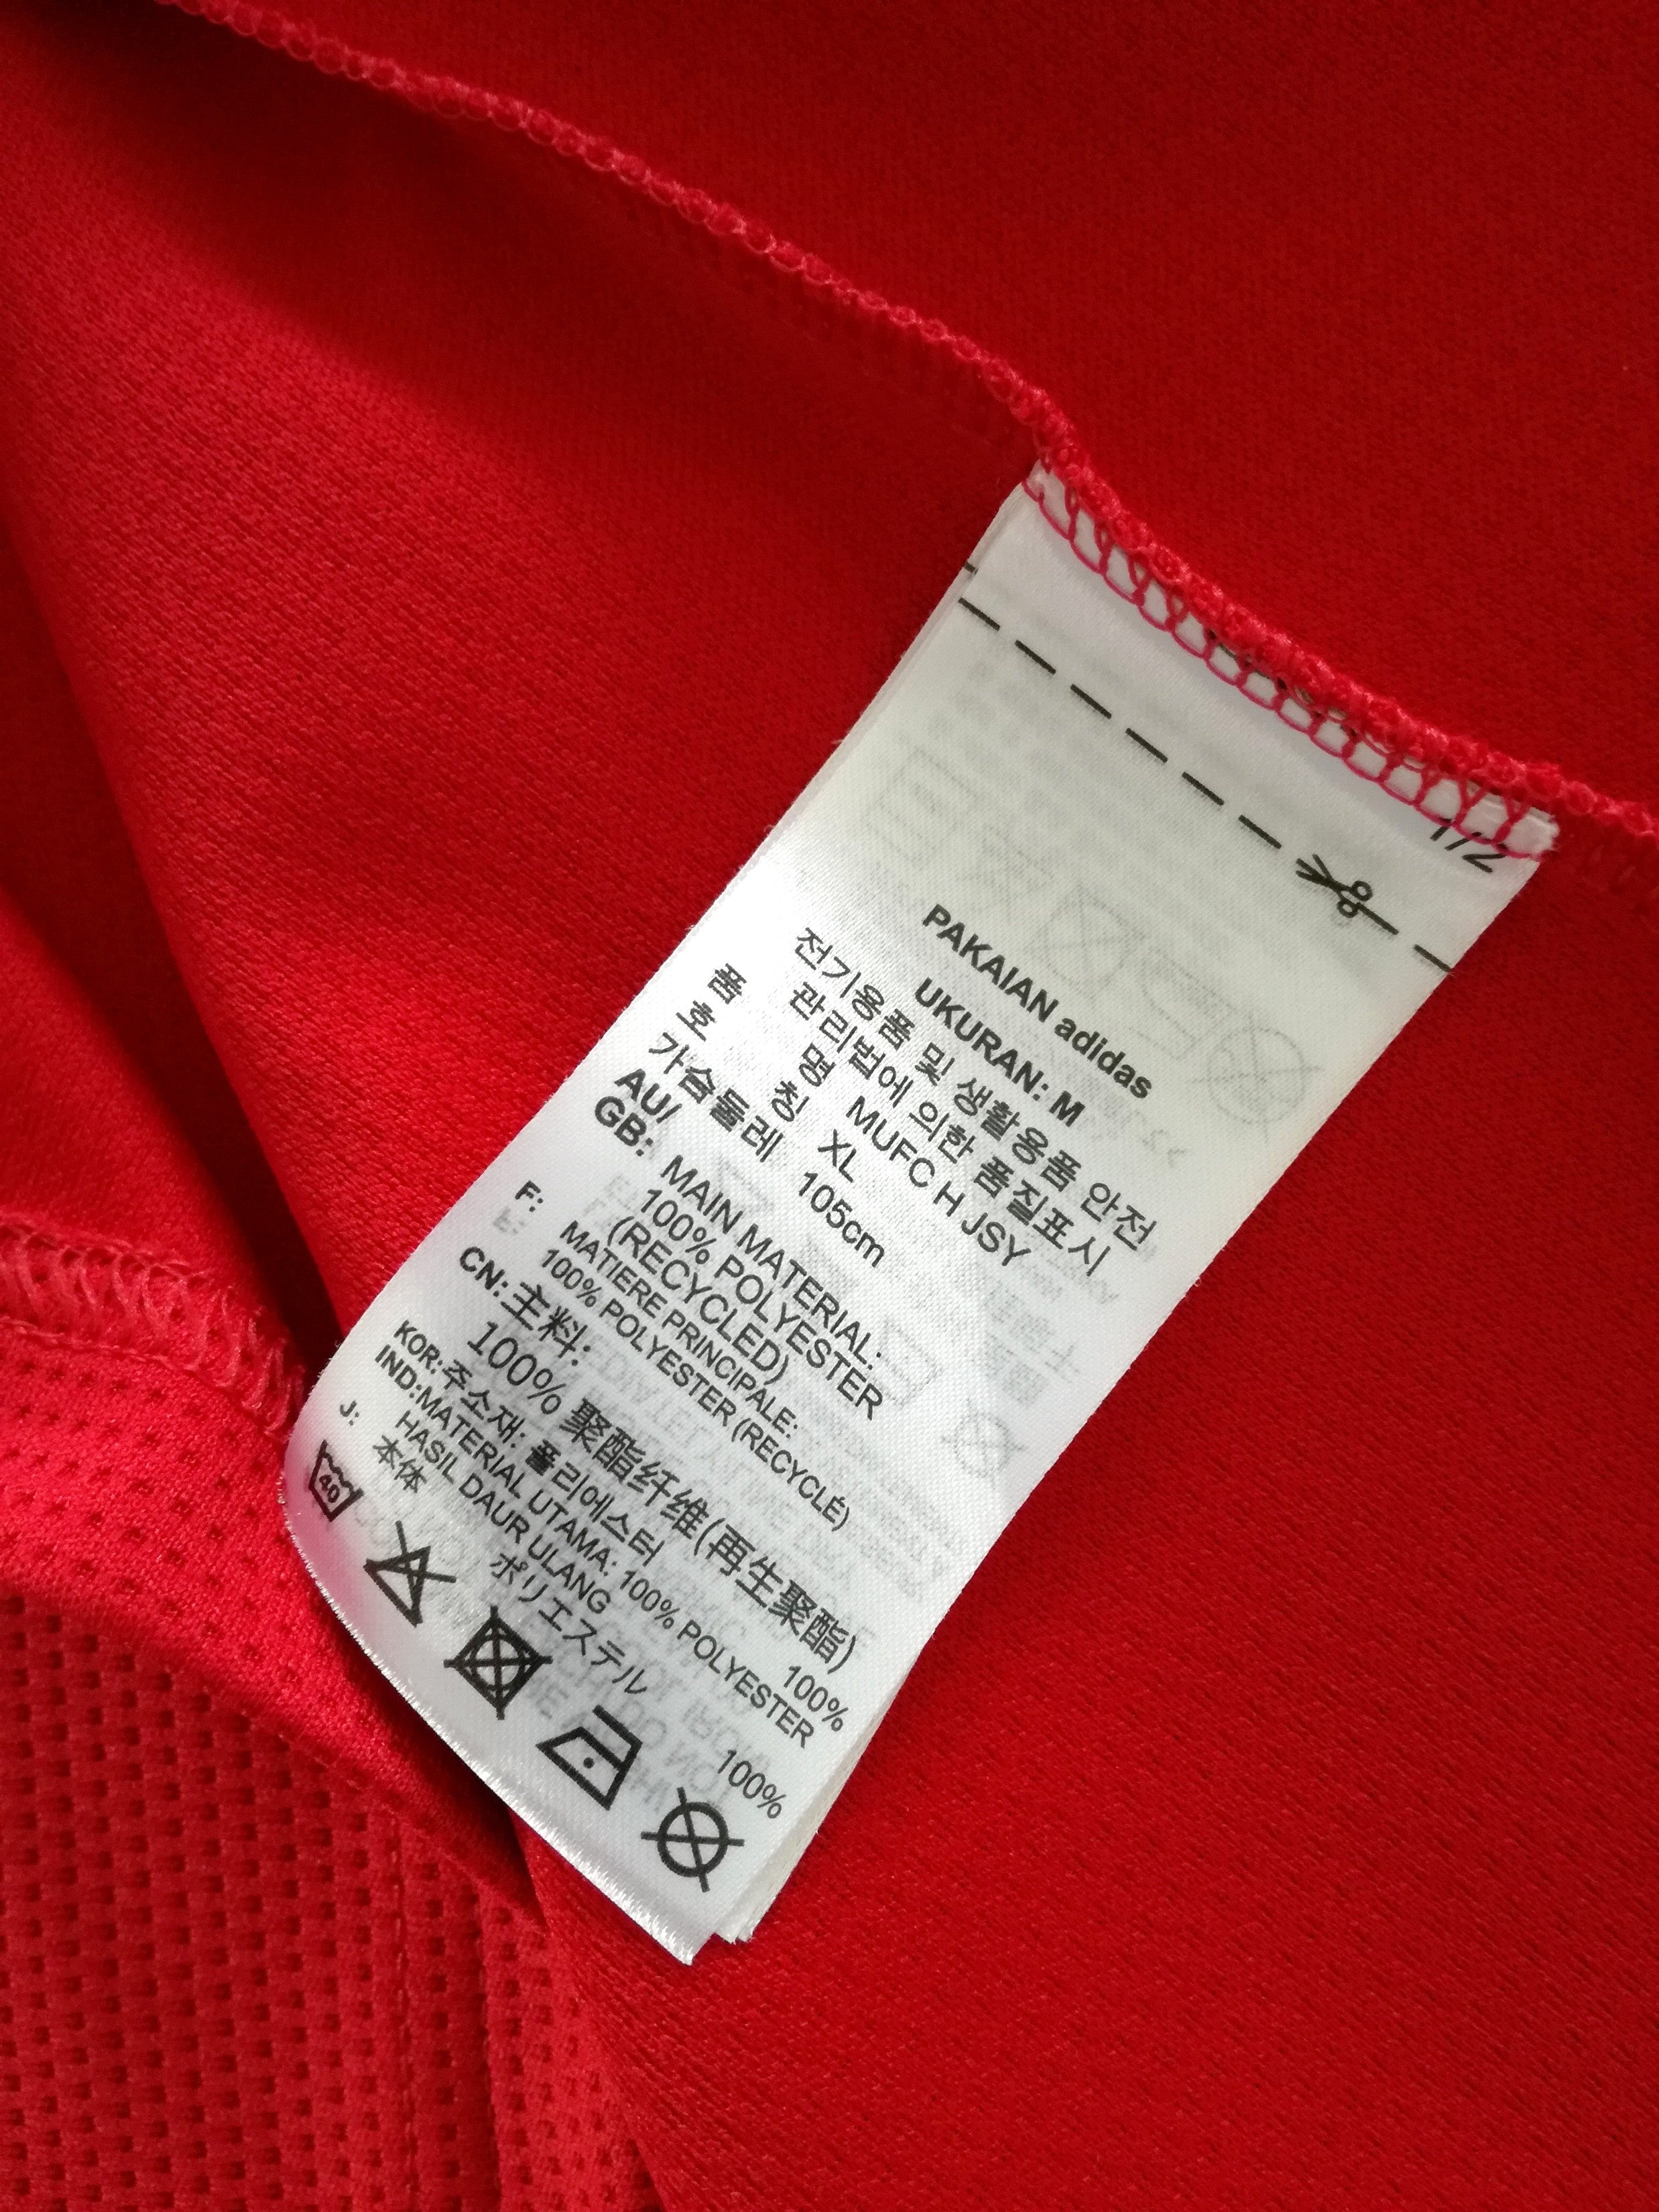 1/2
PAKAIAN adidas
UKURAN: M
전기용품 및 생활용품 안전
관리법에 의한 품질표시
품 명 MUFC H JSY
호 칭 XL
가슴둘레 105cm
AU/
GB: MAIN MATERIAL:
100% POLYESTER
(RECYCLED)
F: MATIERE PRINCIPALE:
100% POLYESTER (RECYCLÉ)
CN: 主料:
100% 聚酯纤维(再生聚酯)
KOR: 주소재: 폴리에스터 100%
IND: MATERIAL UTAMA: 100% POLYESTER
HASIL DAUR ULANG
J: 本体 ポリエステル 100%
40